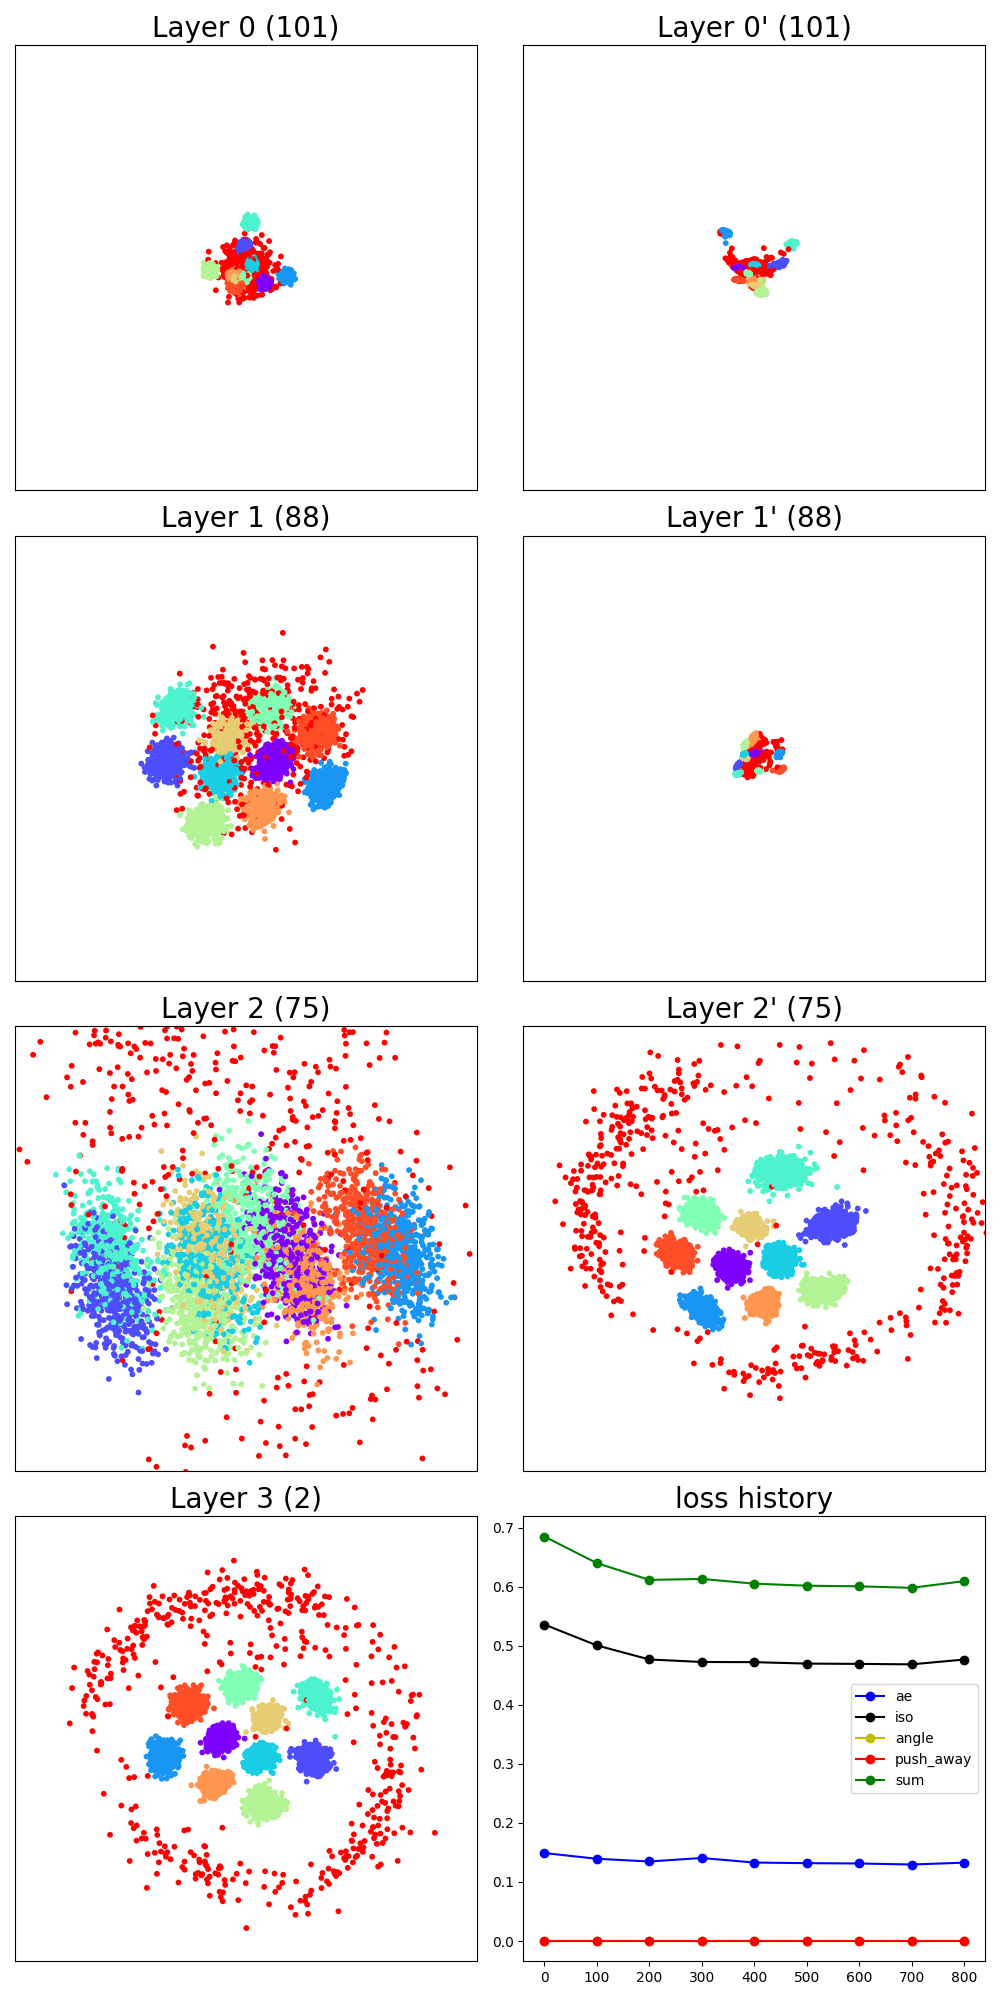 Layer 0 (101)
Layer 0' (101)
Layer 1 (88)
Layer 1' (88)
Layer 2 (75)
Layer 2' (75)
Layer 3 (2)
loss history
0.7
0.6
0.5
0.4
0.3
0.2
0.1
0.0
ae
iso
angle
push_away
sum
0 100 200 300 400 500 600 700 800